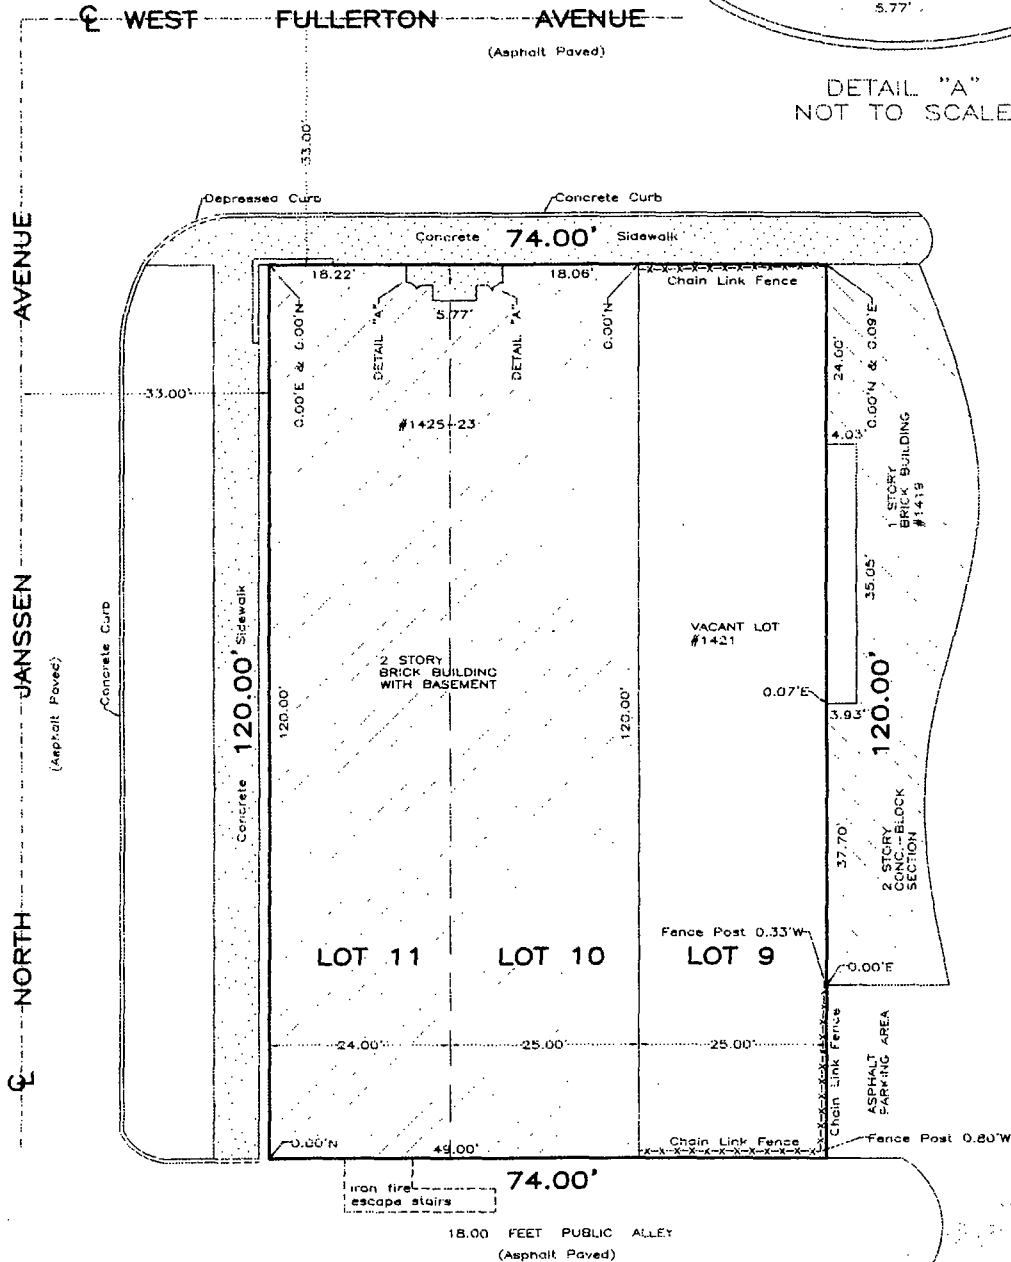 ℄ WEST FULLERTON AVENUE
(Asphalt Paved)
5.77'
DETAIL "A"
NOT TO SCALE
33.00'
Depressed Curb
Concrete Curb
Concrete 74.00' Sidewalk
18.22'
18.06'
Chain Link Fence
5.77'
DETAIL "A"
DETAIL "A"
0.00'E & 0.00'N
0.00'N
0.00'N & 0.09'E
24.00'
33.00'
#1425-23
4.03'
1 STORY
BRICK BUILDING
#1419
35.05'
℄ NORTH JANSSEN AVENUE
(Asphalt Paved)
Concrete Curb
Concrete 120.00' Sidewalk
120.00'
2 STORY
BRICK BUILDING
WITH BASEMENT
120.00'
VACANT LOT
#1421
0.07'E
3.93'
120.00'
37.70'
2 STORY
CONC.-BLOCK
SECTION
Fence Post 0.33'W
LOT 11
LOT 10
LOT 9
0.00'E
24.00'
25.00'
25.00'
Chain Link Fence
ASPHALT
PARKING AREA
0.00'N
49.00'
Chain Link Fence
Fence Post 0.80'W
74.00'
iron fire
escape stairs
18.00 FEET PUBLIC ALLEY
(Asphalt Paved)